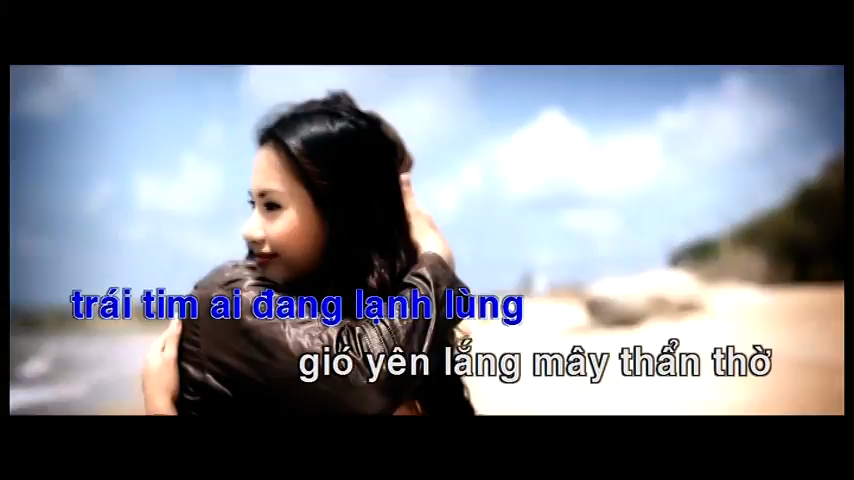 trái tim ai đang lạnh lùng
gió yên lắng mây thẩn thờ